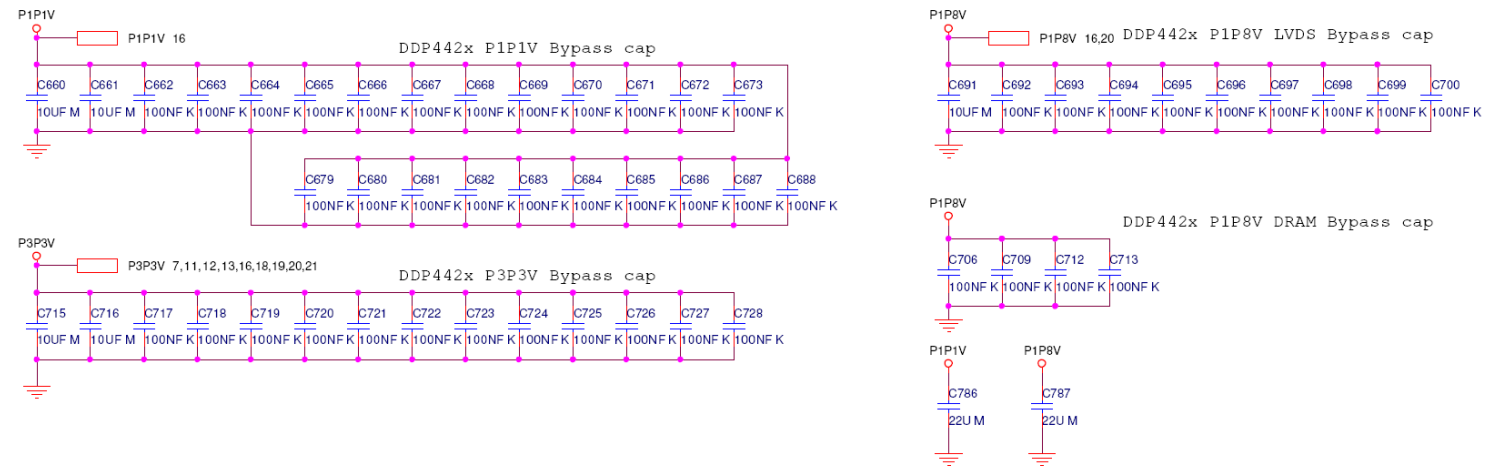 P1P1V
P1P1V 16
DDP442x P1P1V Bypass cap
C660 C661 C662 C663 C664 C665 C666 C667 C668 C669 C670 C671 C672 C673
10UF M 10UF M 100NF K 100NF K 100NF K 100NF K 100NF K 100NF K 100NF K 100NF K 100NF K 100NF K 100NF K 100NF K
C679 C680 C681 C682 C683 C684 C685 C686 C687 C688
100NF K 100NF K 100NF K 100NF K 100NF K 100NF K 100NF K 100NF K 100NF K 100NF K
P3P3V
P3P3V 7,11,12,13,16,18,19,20,21
DDP442x P3P3V Bypass cap
C715 C716 C717 C718 C719 C720 C721 C722 C723 C724 C725 C726 C727 C728
10UF M 10UF M 100NF K 100NF K 100NF K 100NF K 100NF K 100NF K 100NF K 100NF K 100NF K 100NF K 100NF K 100NF K
P1P8V
P1P8V 16,20
DDP442x P1P8V LVDS Bypass cap
C691 C692 C693 C694 C695 C696 C697 C698 C699 C700
10UF M 100NF K 100NF K 100NF K 100NF K 100NF K 100NF K 100NF K 100NF K 100NF K
P1P8V
DDP442x P1P8V DRAM Bypass cap
C706 C709 C712 C713
100NF K 100NF K 100NF K 100NF K
P1P1V P1P8V
C786 C787
22U M 22U M